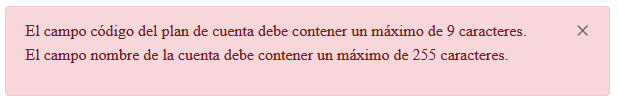 El campo código del plan de cuenta debe contener un máximo de 9 caracteres.
El campo nombre de la cuenta debe contener un máximo de 255 caracteres.